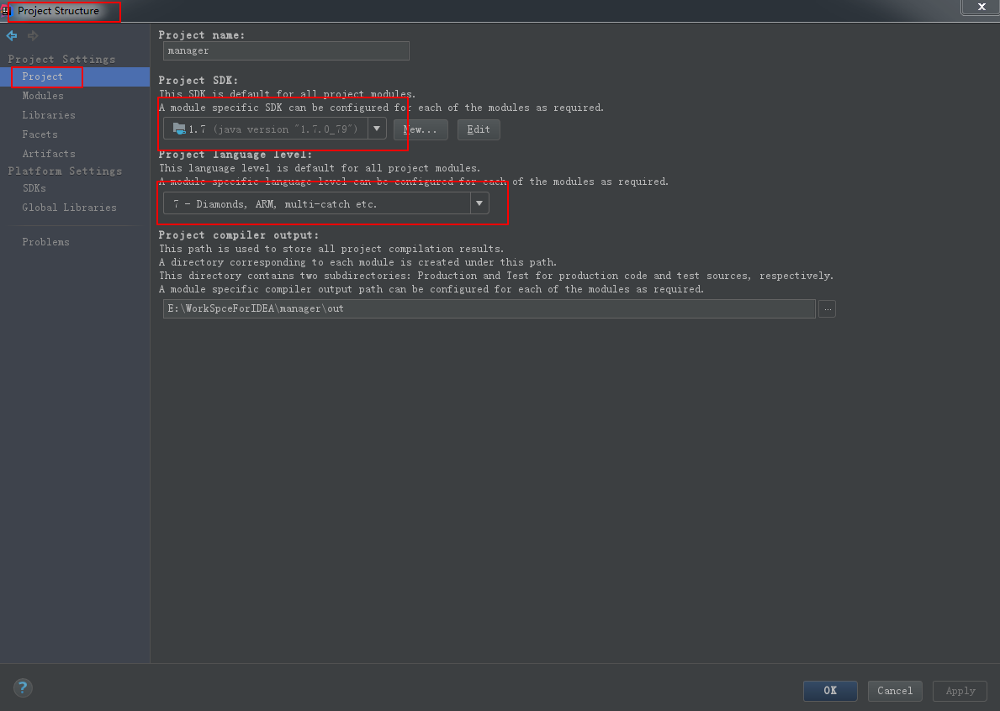 Project Structure
Project Settings
Project
Modules
Libraries
Facets
Artifacts
Platform Settings
SDKs
Global Libraries
Problems
Project name:
manager
Project SDK:
This SDK is default for all project modules.
A module specific SDK can be configured for each of the modules as required.
1.7 (java version "1.7.0_79")
New...
Edit
Project language level:
This language level is default for all project modules.
A module specific language level can be configured for each of the modules as required.
7 - Diamonds, ARM, multi-catch etc.
Project compiler output:
This path is used to store all project compilation results.
A directory corresponding to each module is created under this path.
This directory contains two subdirectories: Production and Test for production code and test sources, respectively.
A module specific compiler output path can be configured for each of the modules as required.
E:\WorkSpceForIDEA\manager\out
...
?
OK
Cancel
Apply